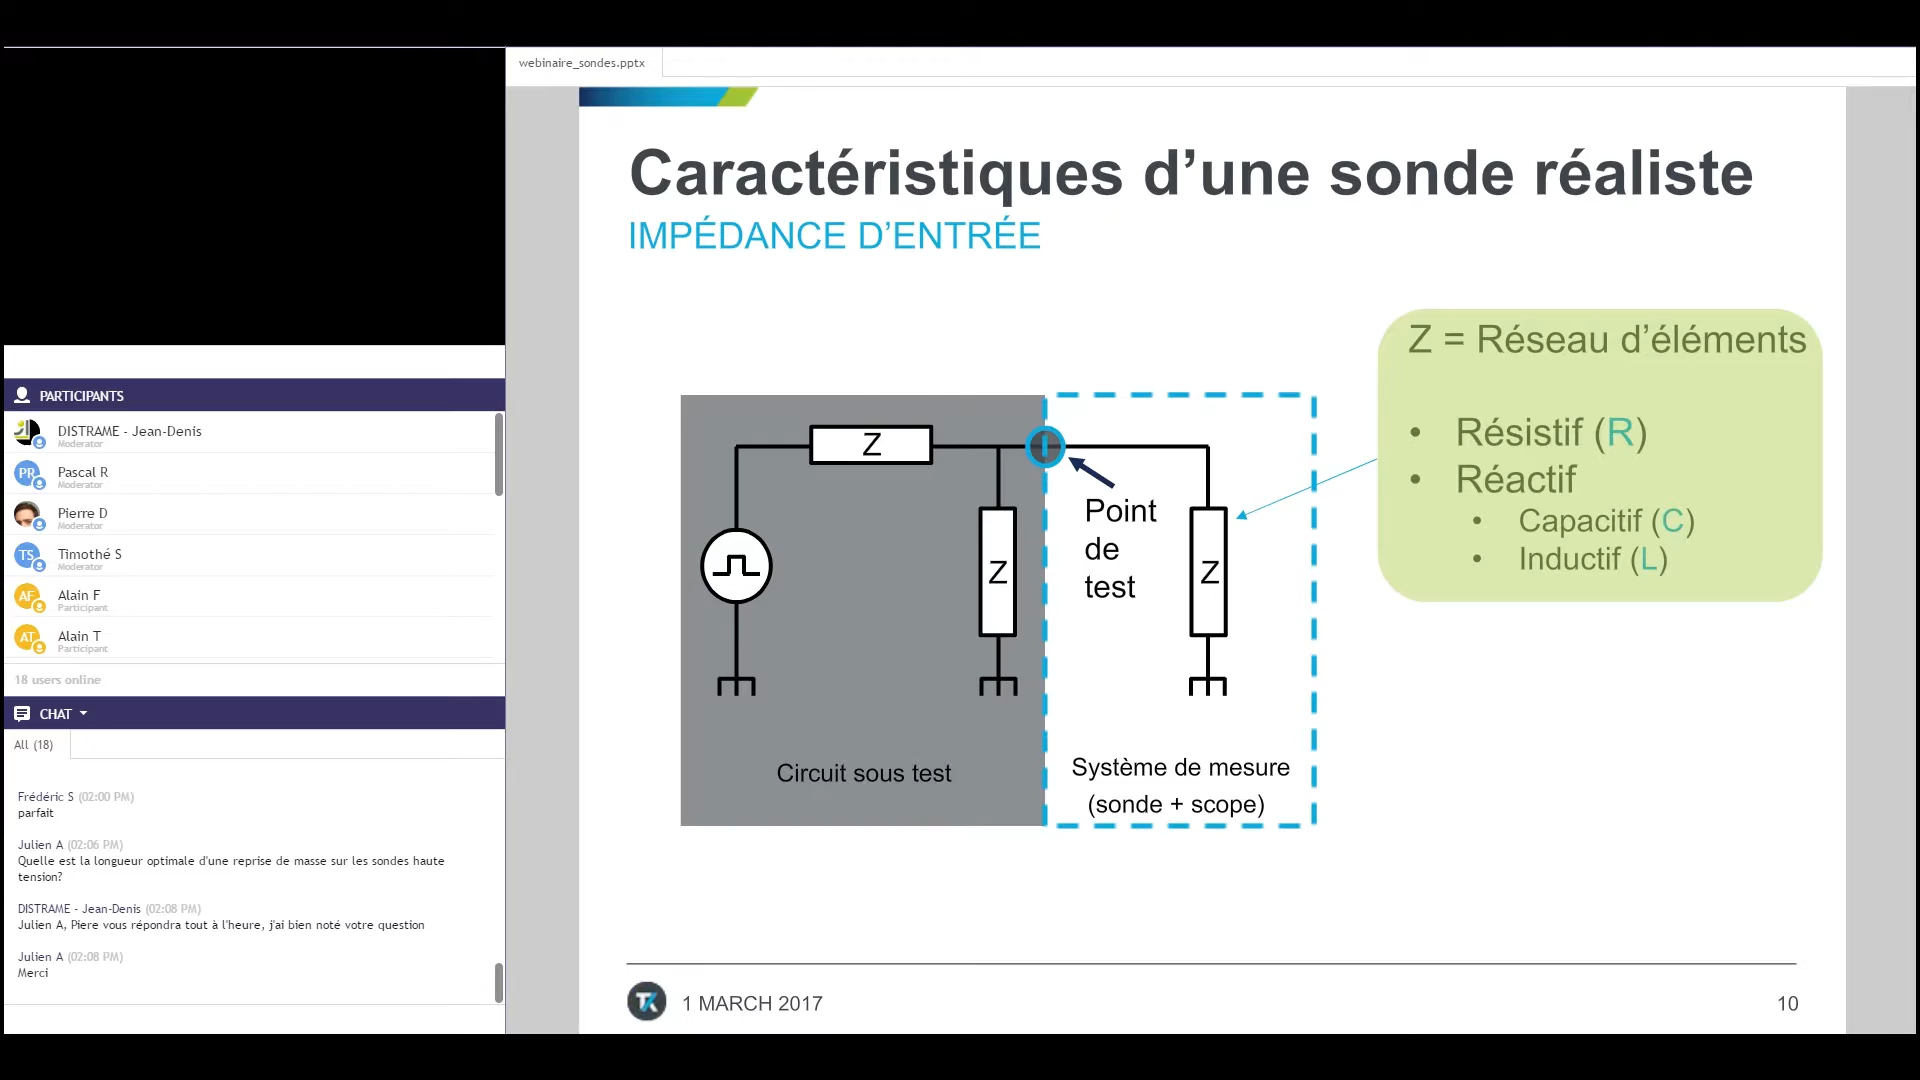 webinaire_sondes.pptx
Caractéristiques d’une sonde réaliste
IMPÉDANCE D’ENTRÉE
Z = Réseau d’éléments
• Résistif (R)
• Réactif
• Capacitif (C)
• Inductif (L)
Z
Z
Z
Point
de
test
Circuit sous test
Système de mesure
(sonde + scope)
TK
1 MARCH 2017
10
PARTICIPANTS
DISTRAME - Jean-Denis
Moderator
PR
Pascal R
Moderator
Pierre D
Moderator
TS
Timothé S
Moderator
AF
Alain F
Participant
AT
Alain T
Participant
18 users online
CHAT
All (18)
Frédéric S (02:00 PM)
parfait
Julien A (02:06 PM)
Quelle est la longueur optimale d'une reprise de masse sur les sondes haute
tension?
DISTRAME - Jean-Denis (02:08 PM)
Julien A, Piere vous répondra tout à l'heure, j'ai bien noté votre question
Julien A (02:08 PM)
Merci